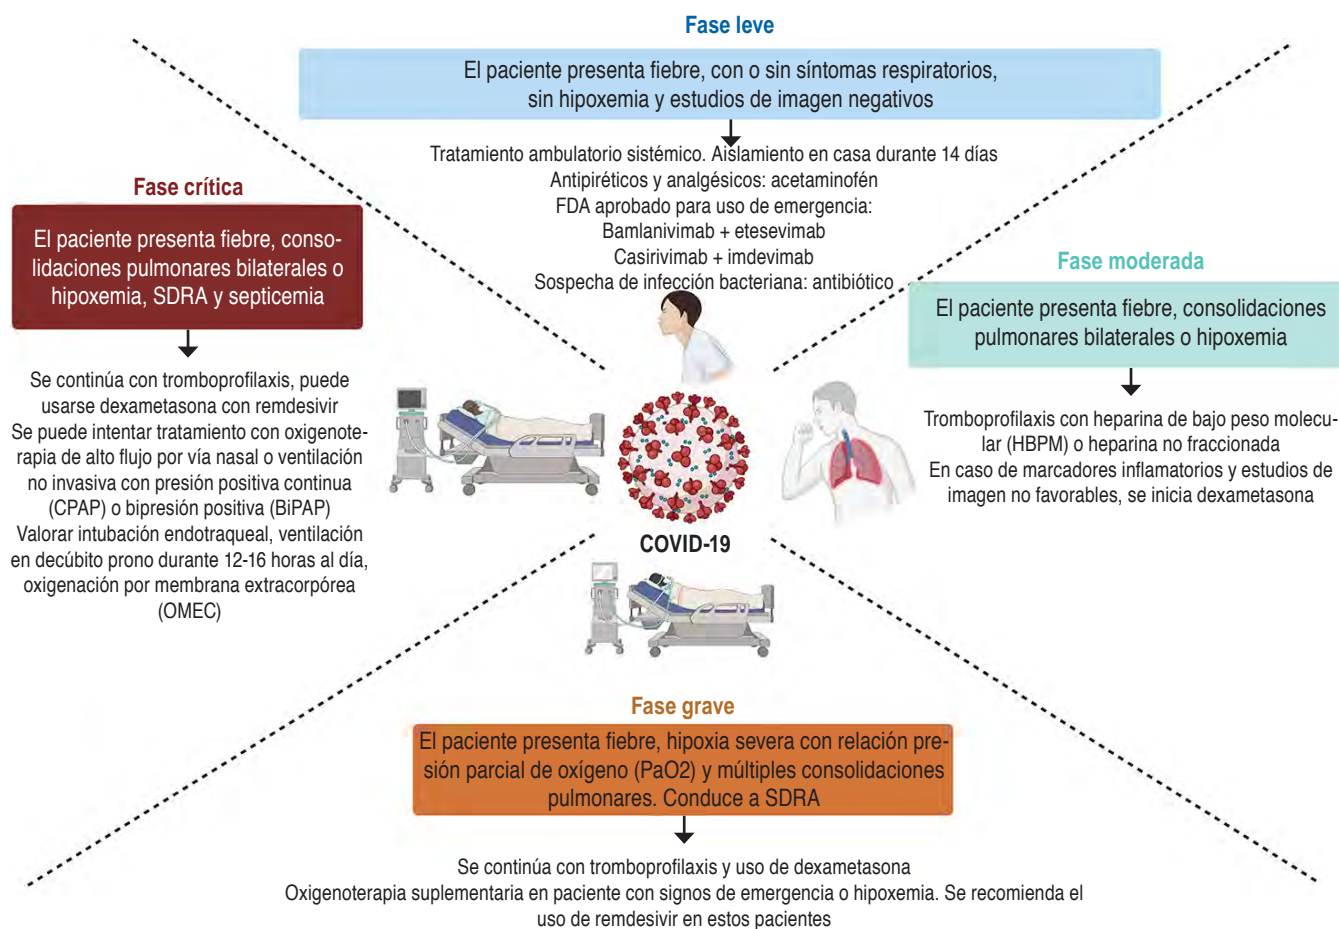 Fase leve
El paciente presenta fiebre, con o sin síntomas respiratorios,
sin hipoxemia y estudios de imagen negativos
Tratamiento ambulatorio sistémico. Aislamiento en casa durante 14 días
Antipiréticos y analgésicos: acetaminofén
FDA aprobado para uso de emergencia:
Bamlanivimab + etesevimab
Casirivimab + imdevimab
Sospecha de infección bacteriana: antibiótico
Fase crítica
El paciente presenta fiebre, conso-
lidaciones pulmonares bilaterales o
hipoxemia, SDRA y septicemia
Se continúa con tromboprofilaxis, puede
usarse dexametasona con remdesivir
Se puede intentar tratamiento con oxigenote-
rapia de alto flujo por vía nasal o ventilación
no invasiva con presión positiva continua
(CPAP) o bipresión positiva (BiPAP)
Valorar intubación endotraqueal, ventilación
en decúbito prono durante 12-16 horas al día,
oxigenación por membrana extracorpórea
(OMEC)
Fase moderada
El paciente presenta fiebre, consolidaciones
pulmonares bilaterales o hipoxemia
Tromboprofilaxis con heparina de bajo peso molecu-
lar (HBPM) o heparina no fraccionada
En caso de marcadores inflamatorios y estudios de
imagen no favorables, se inicia dexametasona
COVID-19
Fase grave
El paciente presenta fiebre, hipoxia severa con relación pre-
sión parcial de oxígeno (PaO2) y múltiples consolidaciones
pulmonares. Conduce a SDRA
Se continúa con tromboprofilaxis y uso de dexametasona
Oxigenoterapia suplementaria en paciente con signos de emergencia o hipoxemia. Se recomienda el
uso de remdesivir en estos pacientes